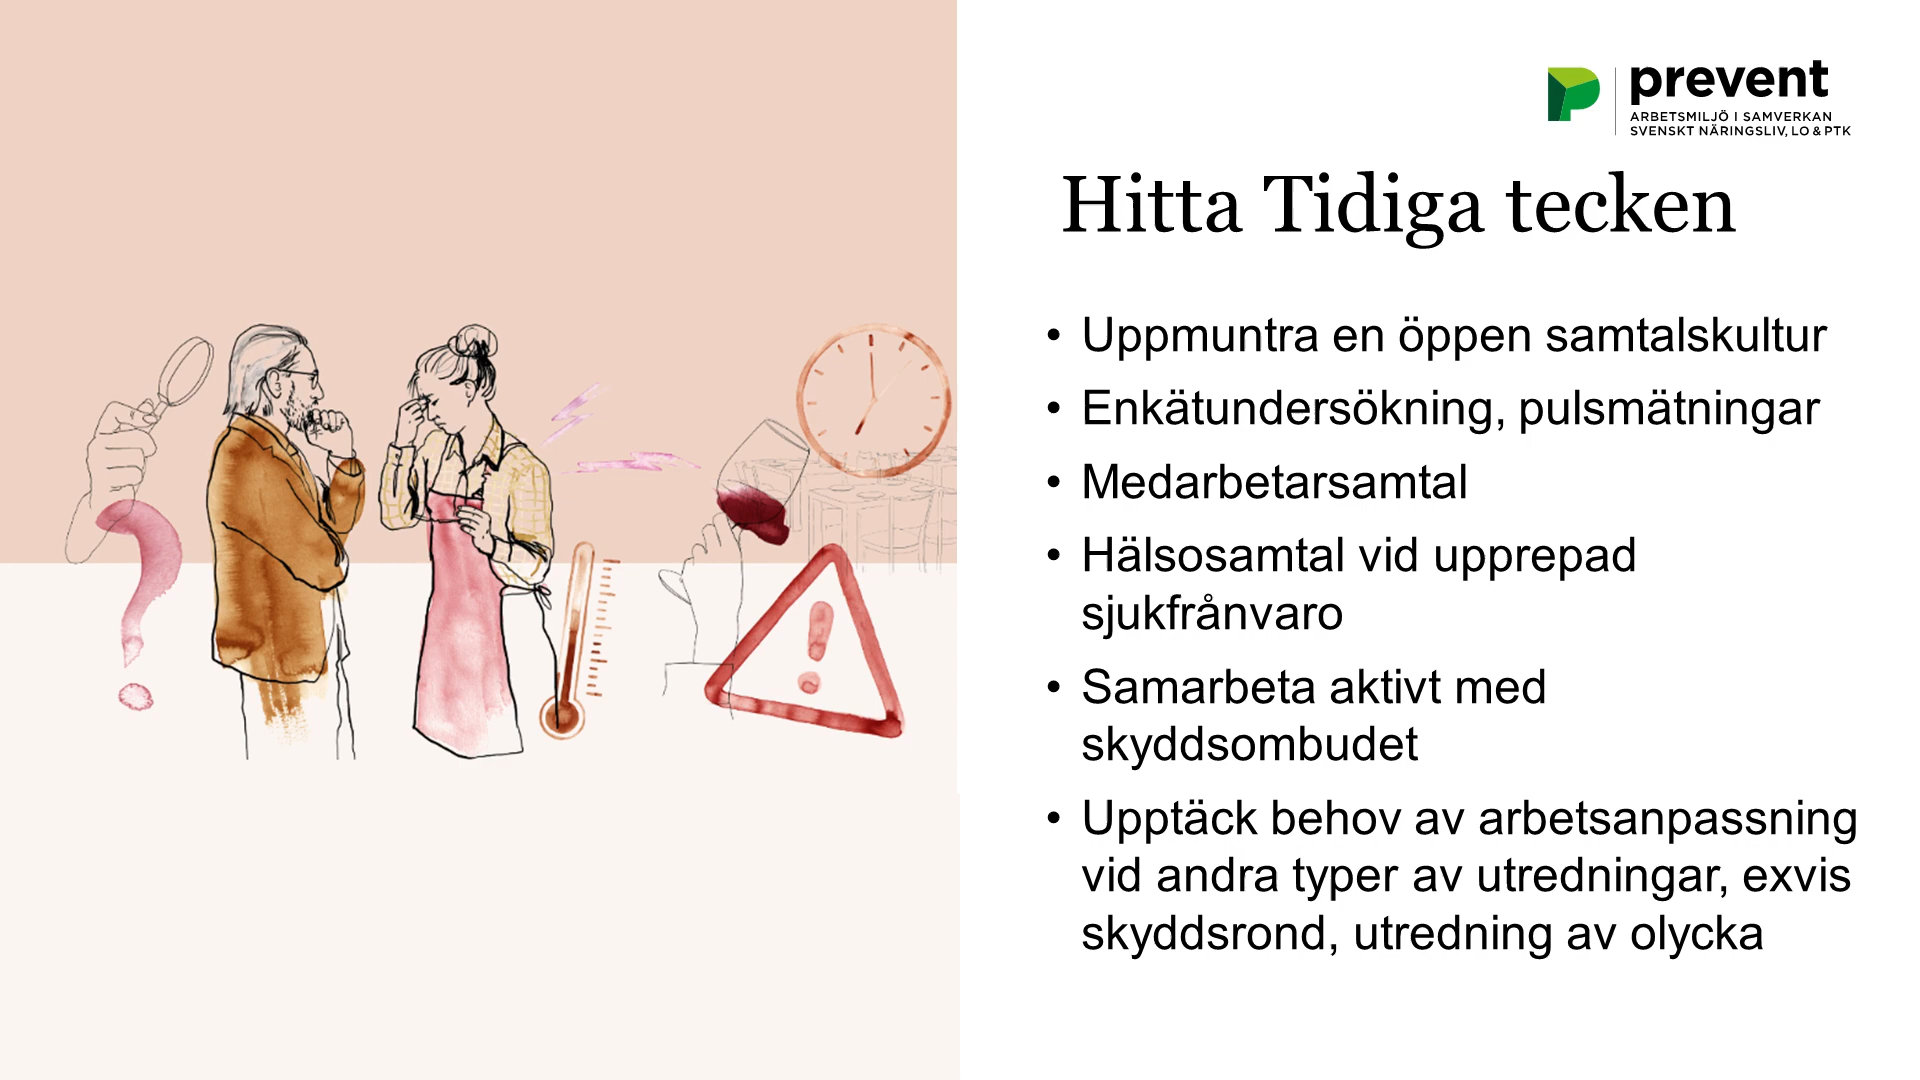 prevent
ARBETSMILJÖ I SAMVERKAN
SVENSKT NÄRINGSLIV, LO & PTK
Hitta Tidiga tecken
• Uppmuntra en öppen samtalskultur
• Enkätundersökning, pulsmätningar
• Medarbetarsamtal
• Hälsosamtal vid upprepad
sjukfrånvaro
• Samarbeta aktivt med
skyddsombudet
• Upptäck behov av arbetsanpassning
vid andra typer av utredningar, exvis
skyddsrond, utredning av olycka